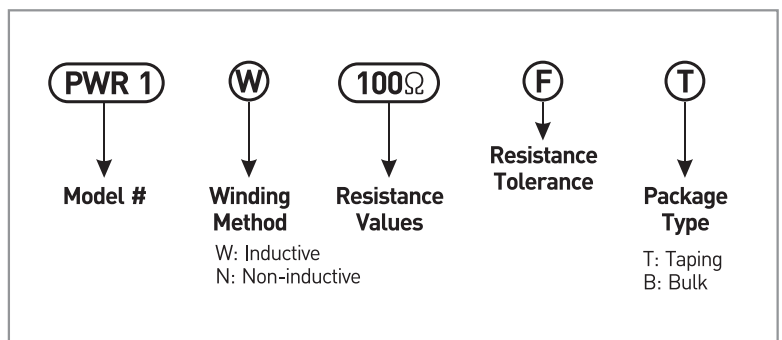 PWR 1 W 100Ω F T
Model #
Winding
Method
W: Inductive
N: Non-inductive
Resistance
Values
Resistance
Tolerance
Package
Type
T: Taping
B: Bulk